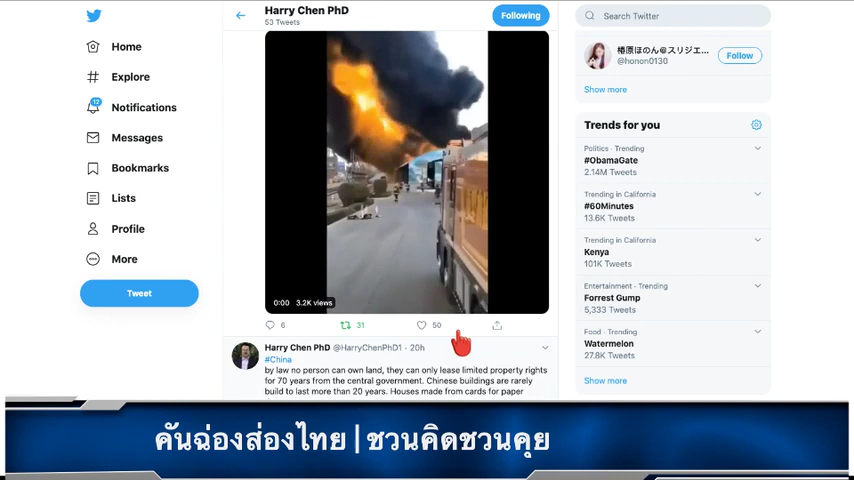 Harry Chen PhD
53 Tweets
Following
Search Twitter
Home
Explore
12
Notifications
Messages
Bookmarks
Lists
Profile
More
Tweet
0:00 3.2K views
6
31
50
Harry Chen PhD @HarryChenPhD1 · 20h
#China
by law no person can own land, they can only lease limited property rights
for 70 years from the central government. Chinese buildings are rarely
build to last more than 20 years. Houses made from cards for paper
椿原ほのん@スリジエ...
@honon0130
Follow
Show more
Trends for you
Politics · Trending
#ObamaGate
2.14M Tweets
Trending in California
#60Minutes
13.6K Tweets
Trending in California
Kenya
101K Tweets
Entertainment · Trending
Forrest Gump
5,333 Tweets
Food · Trending
Watermelon
27.8K Tweets
Show more
คันฉ่องส่องไทย | ชวนคิดชวนคุย